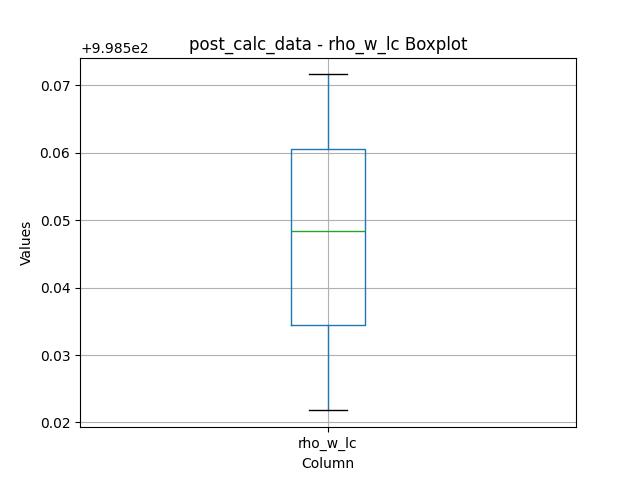 +9.985e2
post_calc_data - rho_w_lc Boxplot
0.07
0.06
0.05
0.04
0.03
0.02
Values
rho_w_lc
Column